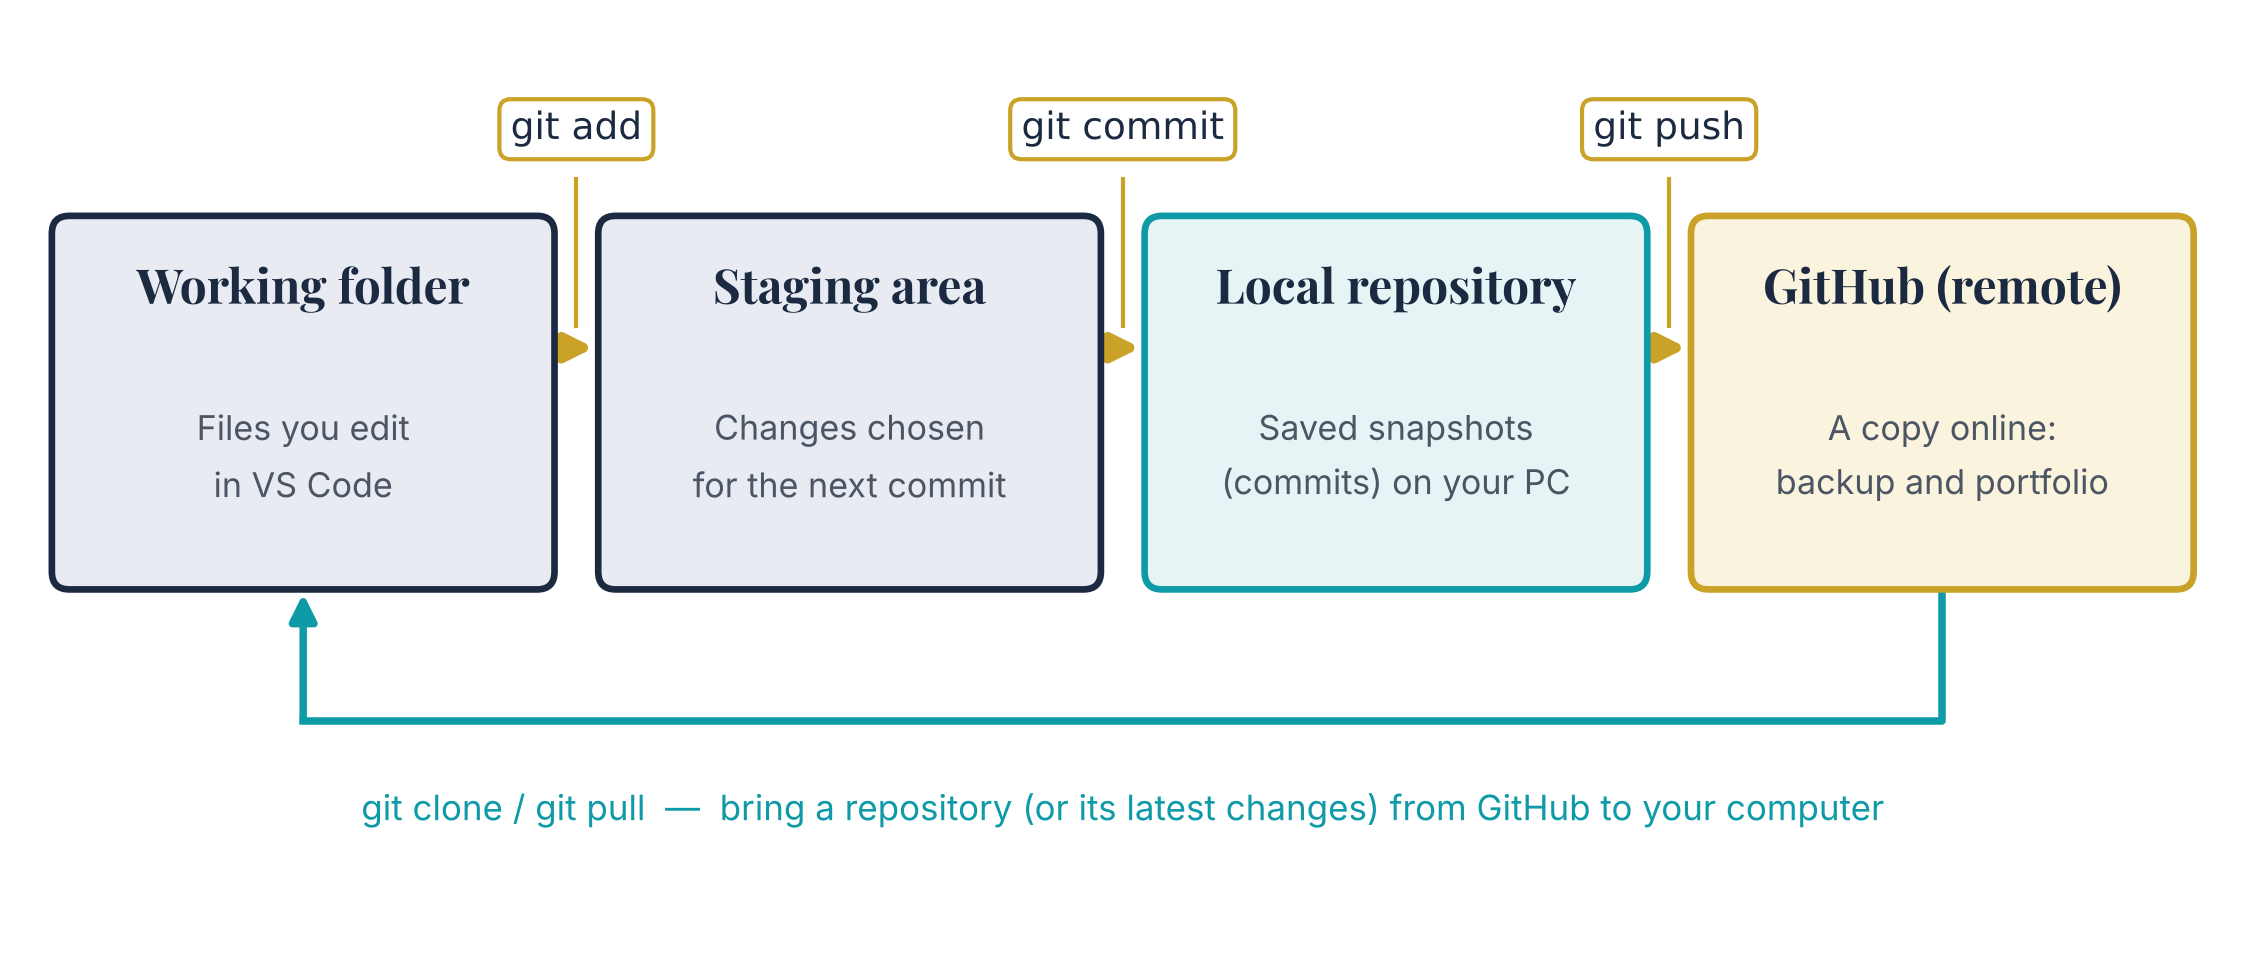 git add
git commit
git push
Working folder
Staging area
Local repository
GitHub (remote)
Files you edit
in VS Code
Changes chosen
for the next commit
Saved snapshots
(commits) on your PC
A copy online:
backup and portfolio
git clone / git pull — bring a repository (or its latest changes) from GitHub to your computer